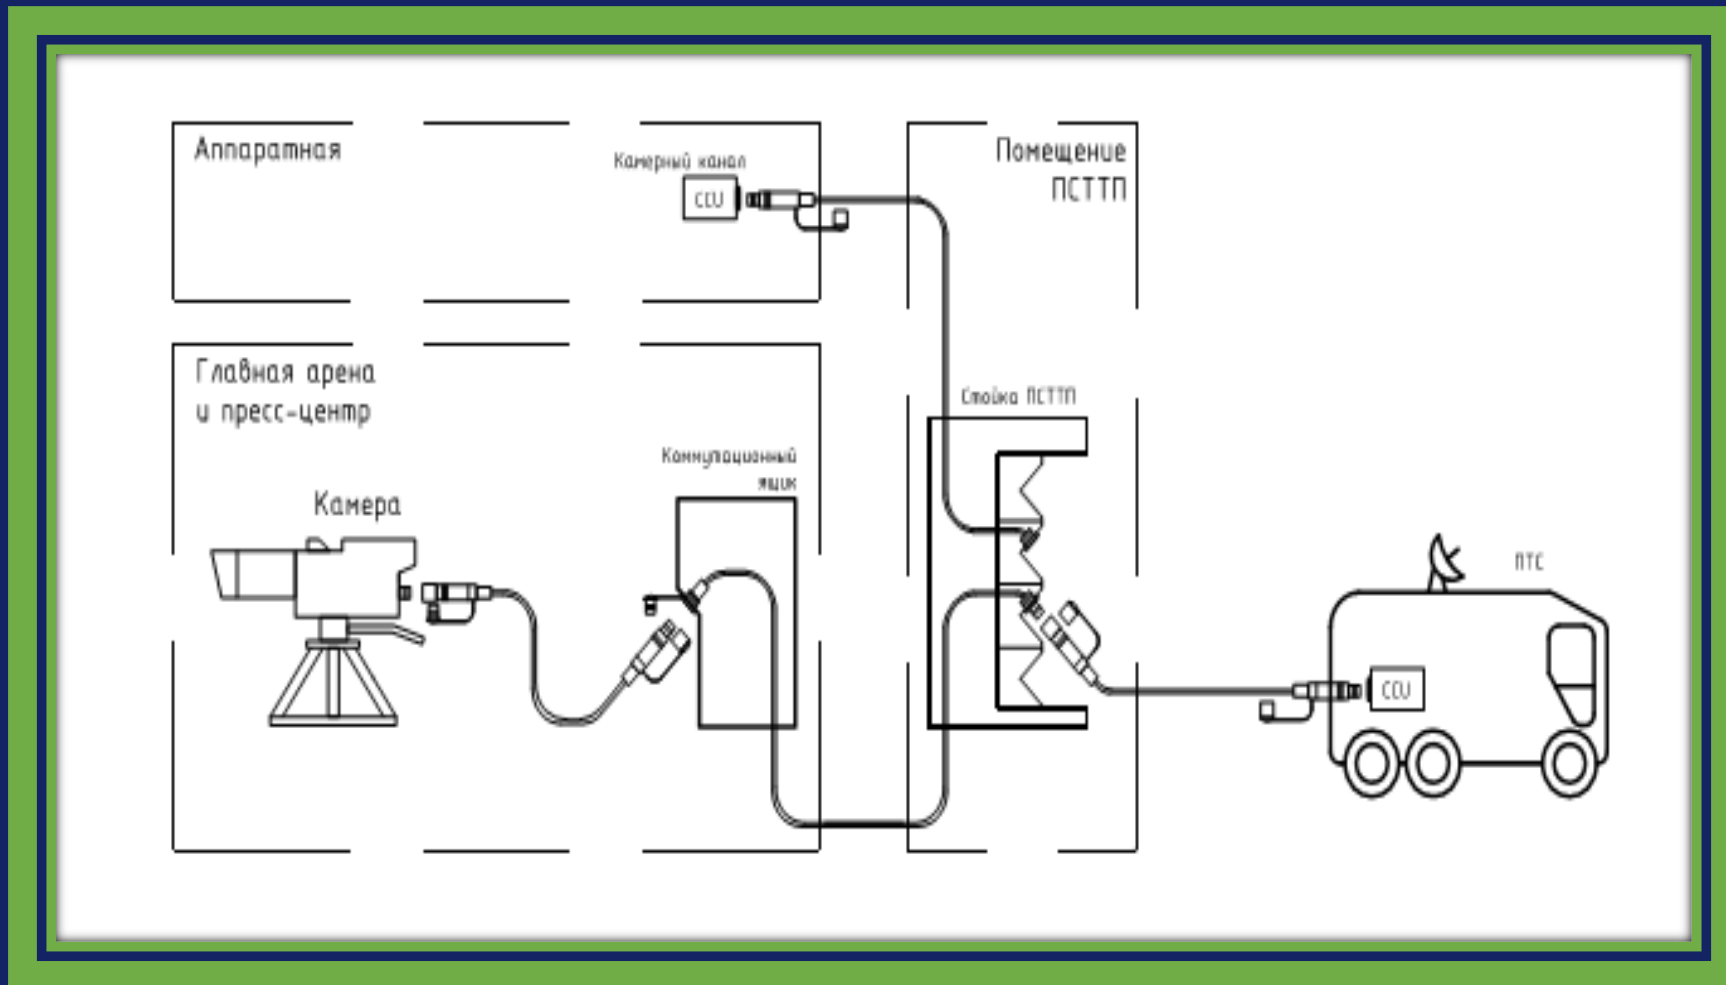 Аппаратная
Камерный канал
CCU
Помещение
ПСТТП
Главная арена
и пресс-центр
Стойка ПСТТП
Коммутационный
ящик
Камера
ПТС
CCU